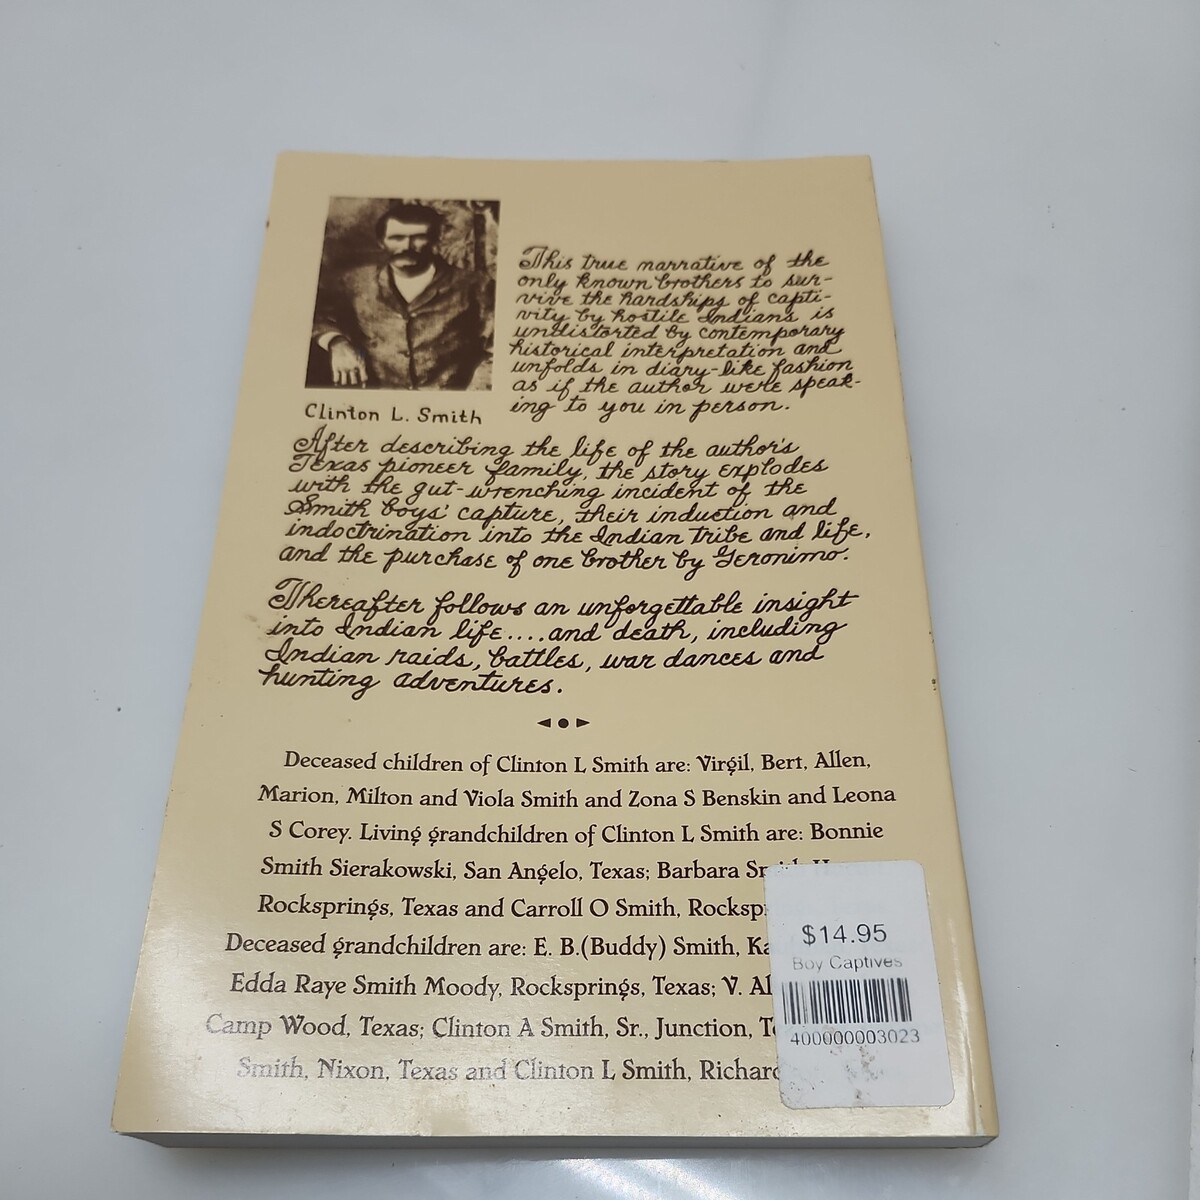 Clinton L. Smith
This true narrative of the
only known brothers to sur-
vive the hardships of capti-
vity by hostile Indians is
undistorted by contemporary
historical interpretation and
unfolds in diary-like fashion
as if the author were speak-
ing to you in person.
After describing the life of the author's
Texas pioneer family, the story explodes
with the gut-wrenching incident of the
Smith boys' capture, their induction and
indoctrination into the Indian tribe and life,
and the purchase of one brother by Geronimo.
Thereafter follows an unforgettable insight
into Indian life....and death, including
Indian raids, battles, war dances and
hunting adventures.
Deceased children of Clinton L Smith are: Virgil, Bert, Allen,
Marion, Milton and Viola Smith and Zona S Benskin and Leona
S Corey. Living grandchildren of Clinton L Smith are: Bonnie
Smith Sierakowski, San Angelo, Texas; Barbara
Rocksprings, Texas and Carroll O Smith,
Deceased grandchildren are: E. B.(Buddy) Smith,
Edda Raye Smith Moody, Rocksprings, Texas; V.
Camp Wood, Texas; Clinton A Smith, Sr., Junction,
Smith, Nixon, Texas and Clinton L Smith,
$14.95
Boy Captives
400000003023